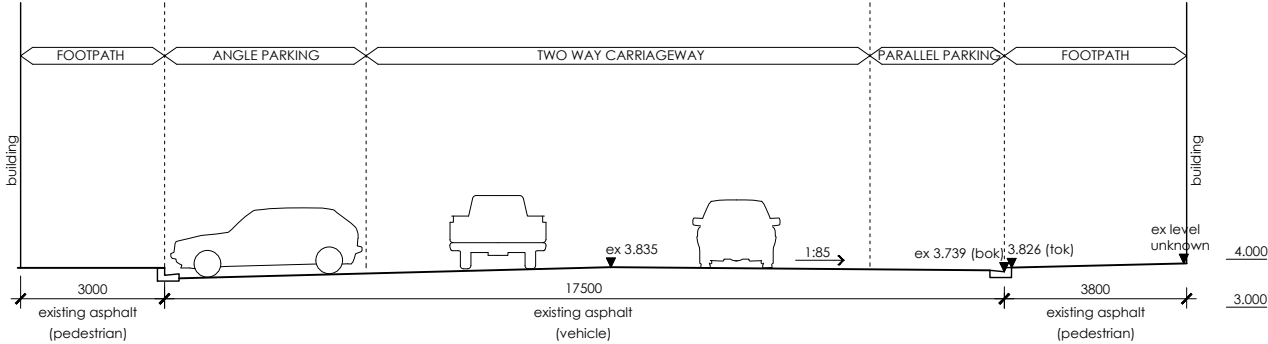 FOOTPATH
ANGLE PARKING
TWO WAY CARRIAGEWAY
PARALLEL PARKING
FOOTPATH
building
building
ex 3.835
1:85
ex 3.739 (bok)
3.826 (tok)
ex level
unknown
4.000
3.000
3000
17500
3800
existing asphalt
(pedestrian)
existing asphalt
(vehicle)
existing asphalt
(pedestrian)